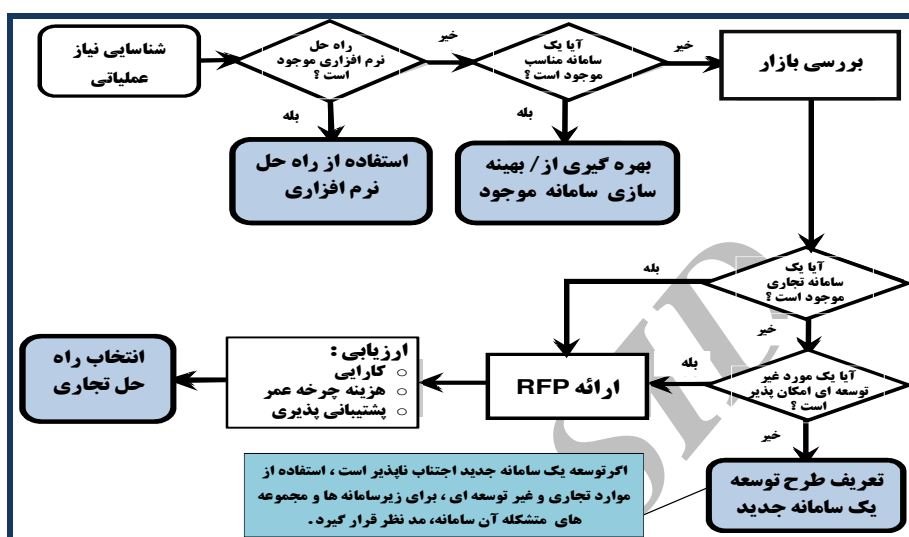 شناسایی نیاز
عملیاتی
راه حل
نرم افزاری موجود
است ؟
خیر
بله
استفاده از راه حل
نرم افزاری
آیا یک
سامانه مناسب
موجود است ؟
خیر
بله
بهره گیری از/ بهینه
سازی سامانه موجود
بررسی بازار
آیا یک
سامانه تجاری
موجود است ؟
بله
خیر
آیا یک مورد غیر
توسعه ای امکان پذیر
است ؟
بله
خیر
ارائه RFP
ارزیابی :
○ کارایی
○ هزینه چرخه عمر
○ پشتیبانی پذیری
انتخاب راه
حل تجاری
تعریف طرح توسعه
یک سامانه جدید
اگرتوسعه یک سامانه جدید اجتناب ناپذیر است ، استفاده از
موارد تجاری و غیر توسعه ای ، برای زیرسامانه ها و مجموعه
های متشکله آن سامانه، مد نظر قرار گیرد .
SID